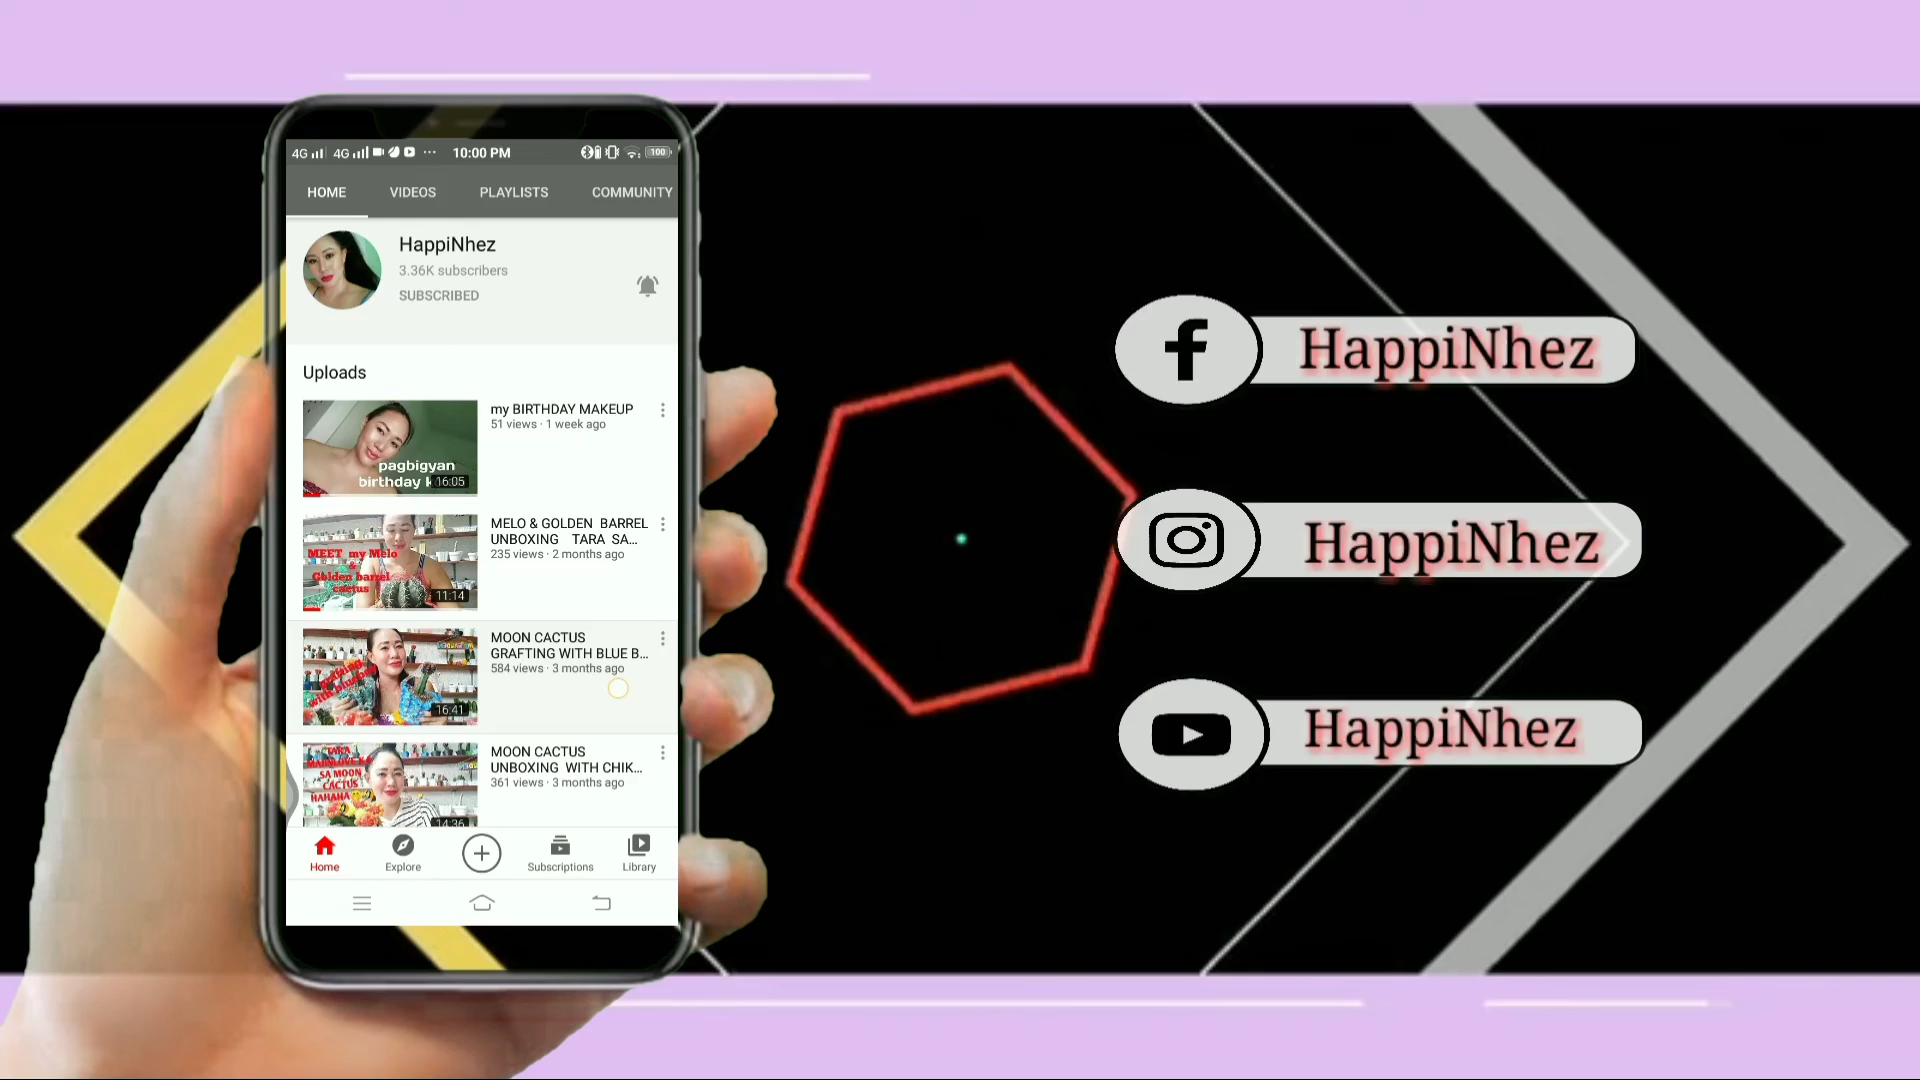 4G 4G ... 10:00 PM 100
HOME VIDEOS PLAYLISTS COMMUNITY
HappiNhez
3.36K subscribers
SUBSCRIBED
Uploads
my BIRTHDAY MAKEUP
51 views · 1 week ago
pagbigyan
birthday
16:05
MELO & GOLDEN BARREL
UNBOXING TARA SA...
235 views · 2 months ago
MEET my Melo
&
Golden barrel
cactus
11:14
MOON CACTUS
GRAFTING WITH BLUE B...
584 views · 3 months ago
16:41
MOON CACTUS
UNBOXING WITH CHIK...
361 views · 3 months ago
TARA
SA MOON
CACTUS
HAHAHA
14:36
Home Explore Subscriptions Library
HappiNhez
HappiNhez
HappiNhez